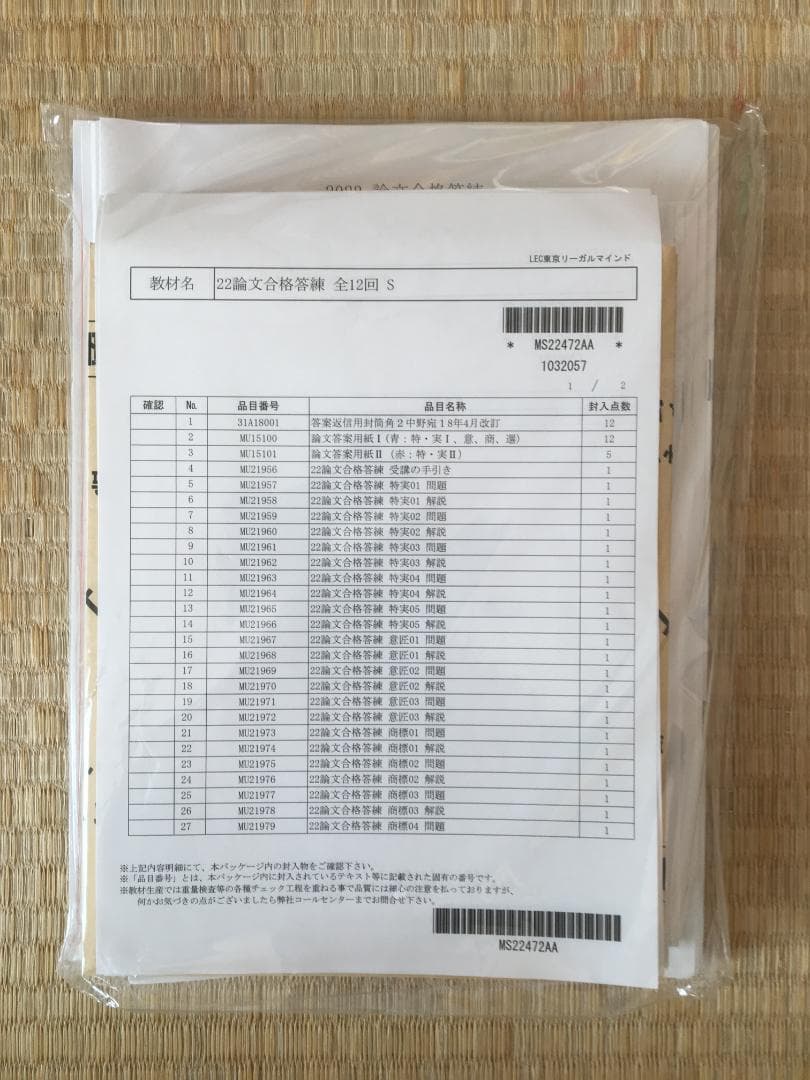 2022 論文合格答練
LEC東京リーガルマインド
教材名 22論文合格答練 全12回 S
* MS22472AA *
1032057
1 / 2
確認 No. 品目番号 品目名称 封入点数
1 31A18001 答案返信用封筒角2中野宛18年4月改訂 12
2 MU15100 論文答案用紙Ⅰ(青:特・実Ⅰ、意、商、選) 12
3 MU15101 論文答案用紙Ⅱ(赤:特・実Ⅱ) 5
4 MU21956 22論文合格答練 受講の手引き 1
5 MU21957 22論文合格答練 特実01 問題 1
6 MU21958 22論文合格答練 特実01 解説 1
7 MU21959 22論文合格答練 特実02 問題 1
8 MU21960 22論文合格答練 特実02 解説 1
9 MU21961 22論文合格答練 特実03 問題 1
10 MU21962 22論文合格答練 特実03 解説 1
11 MU21963 22論文合格答練 特実04 問題 1
12 MU21964 22論文合格答練 特実04 解説 1
13 MU21965 22論文合格答練 特実05 問題 1
14 MU21966 22論文合格答練 特実05 解説 1
15 MU21967 22論文合格答練 意匠01 問題 1
16 MU21968 22論文合格答練 意匠01 解説 1
17 MU21969 22論文合格答練 意匠02 問題 1
18 MU21970 22論文合格答練 意匠02 解説 1
19 MU21971 22論文合格答練 意匠03 問題 1
20 MU21972 22論文合格答練 意匠03 解説 1
21 MU21973 22論文合格答練 商標01 問題 1
22 MU21974 22論文合格答練 商標01 解説 1
23 MU21975 22論文合格答練 商標02 問題 1
24 MU21976 22論文合格答練 商標02 解説 1
25 MU21977 22論文合格答練 商標03 問題 1
26 MU21978 22論文合格答練 商標03 解説 1
27 MU21979 22論文合格答練 商標04 問題 1
※上記内容明細にて、本パッケージ内の封入物をご確認下さい。
※「品目番号」とは、本パッケージ内に封入されているテキスト等に記載された固有の番号です。
※教材生産では重量検査等の各種チェック工程を重ねる事で品質には細心の注意を払っておりますが、
何かお気づきの点がございましたら弊社コールセンターまでお問合せ下さい。
MS22472AA